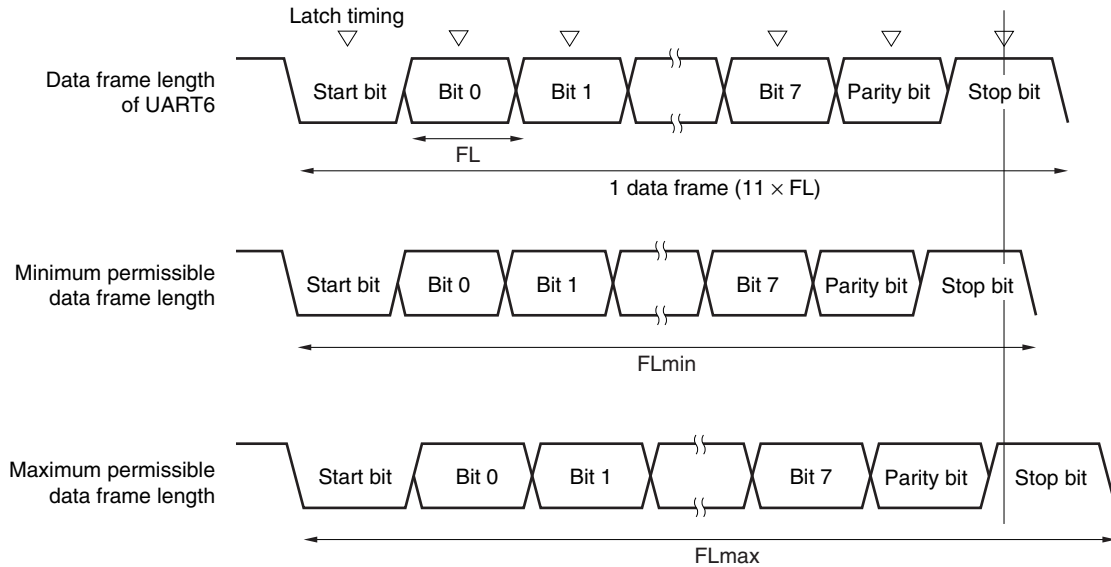 Latch timing
Data frame length
of UART6
Start bit
Bit 0
Bit 1
Bit 7
Parity bit
Stop bit
FL
1 data frame (11 × FL)
Minimum permissible
data frame length
Start bit
Bit 0
Bit 1
Bit 7
Parity bit
Stop bit
FLmin
Maximum permissible
data frame length
Start bit
Bit 0
Bit 1
Bit 7
Parity bit
Stop bit
FLmax